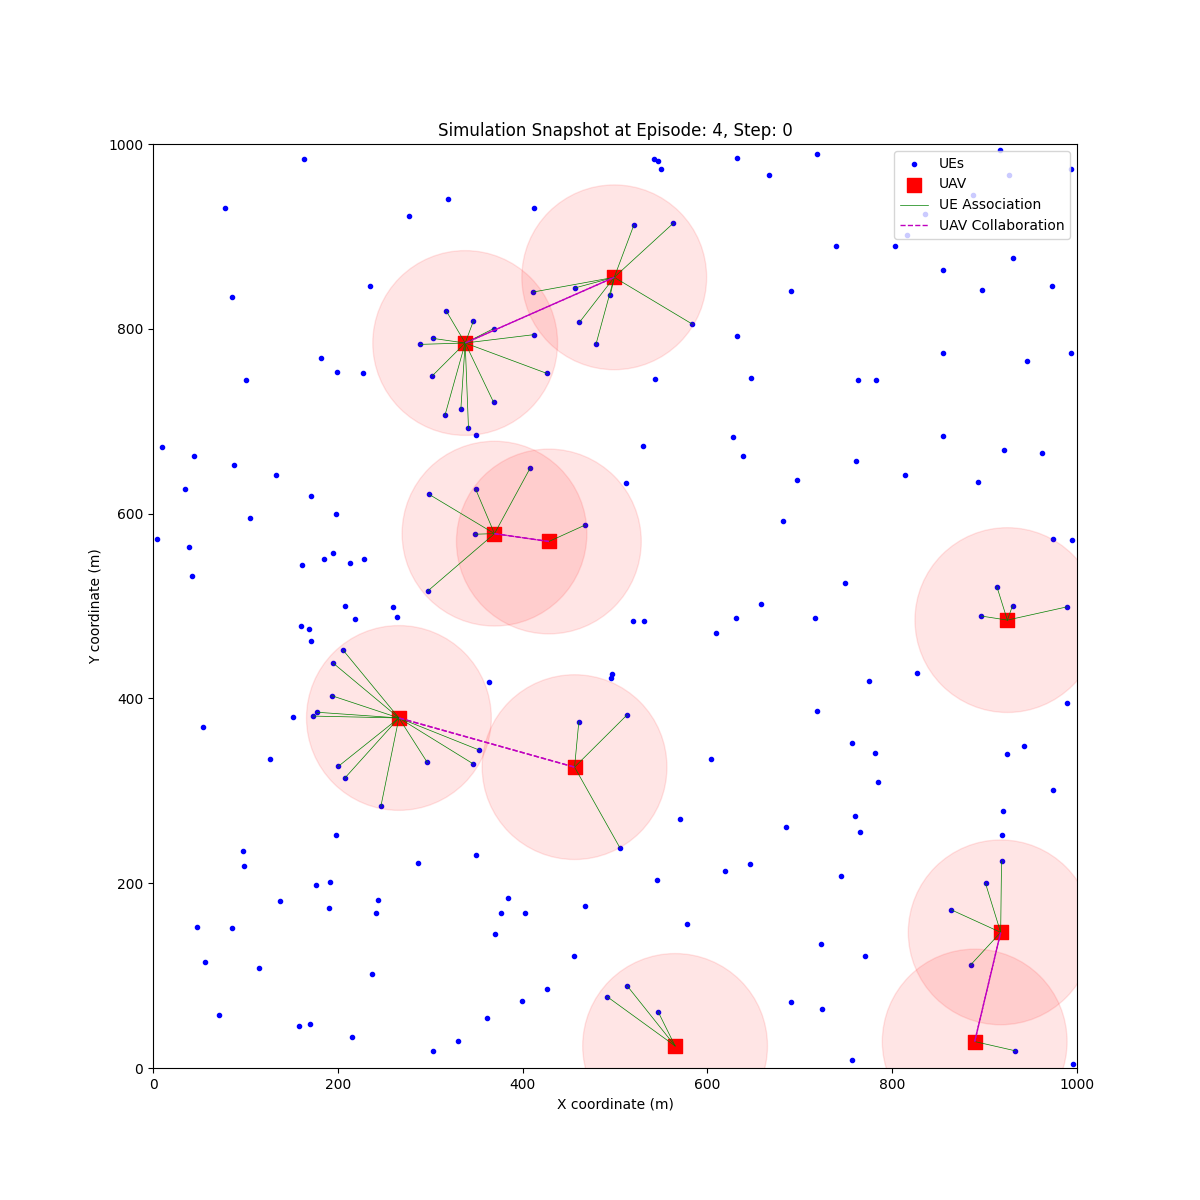 Simulation Snapshot at Episode: 4, Step: 0
1000
800
600
400
200
0
Y coordinate (m)
UEs
UAV
UE Association
UAV Collaboration
0 200 400 600 800 1000
X coordinate (m)